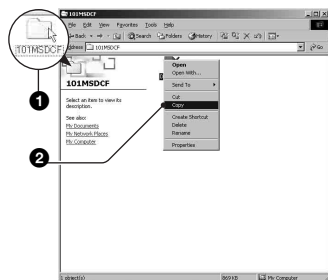 101MSDCF
File Edit View Favorites Tools Help
Back Search Folders History
Address 101MSDCF Go
101MSDCF
1
101MSDCF
Select an item to view its
description.
See also:
My Documents
My Network Places
My Computer
2
Open
Open With...
Send To
Cut
Copy
Create Shortcut
Delete
Rename
Properties
1 object(s) 869 KB My Computer